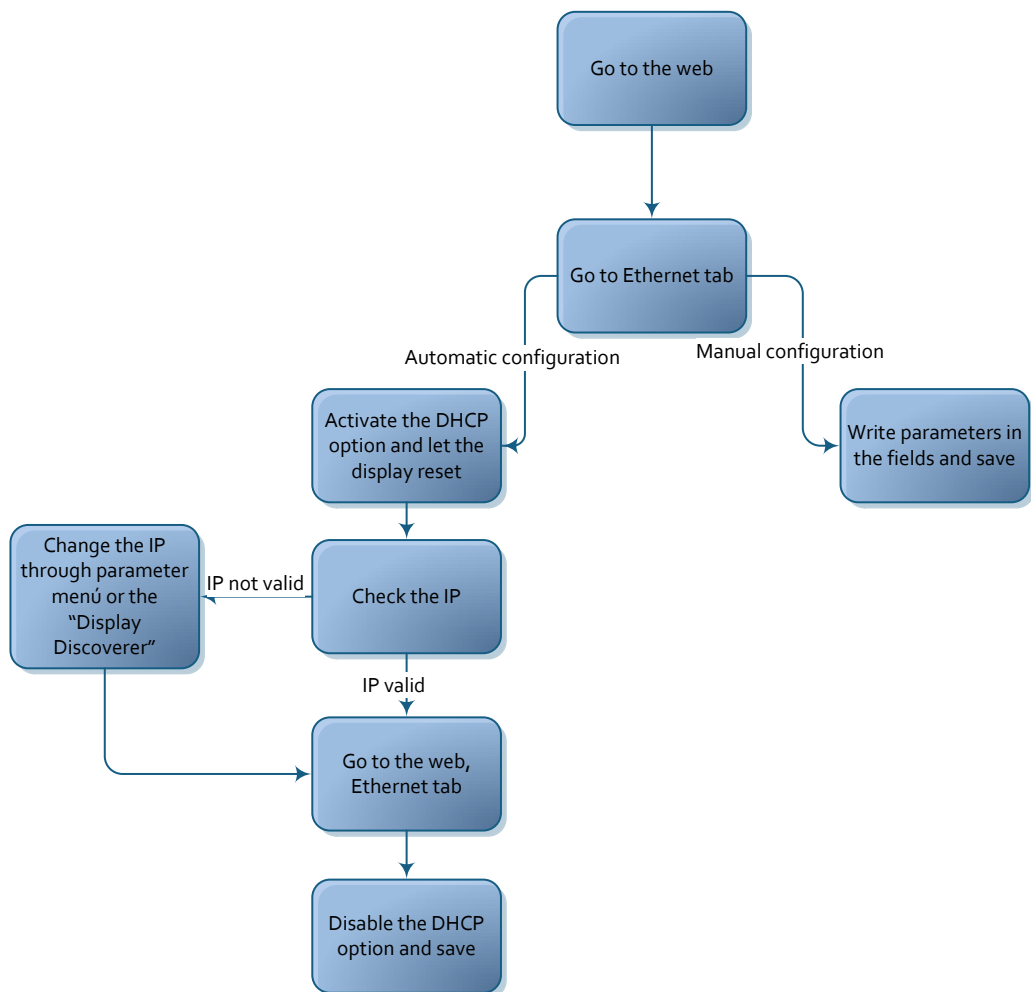 Go to the web
Go to Ethernet tab
Automatic configuration
Manual configuration
Activate the DHCP
option and let the
display reset
Write parameters in
the fields and save
Change the IP
through parameter
menú or the
“Display
Discoverer”
IP not valid
Check the IP
IP valid
Go to the web,
Ethernet tab
Disable the DHCP
option and save